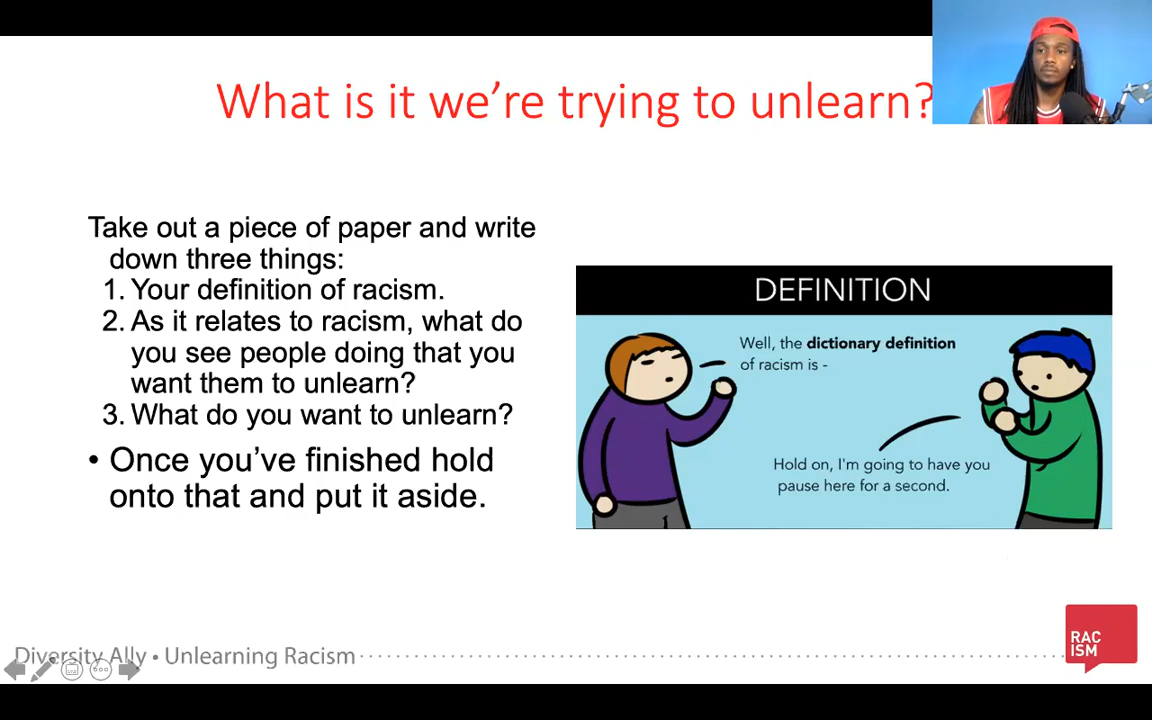 What is it we’re trying to unlearn?
Take out a piece of paper and write
down three things:
1. Your definition of racism.
2. As it relates to racism, what do
you see people doing that you
want them to unlearn?
3. What do you want to unlearn?
• Once you’ve finished hold
onto that and put it aside.
DEFINITION
Well, the dictionary definition
of racism is -
Hold on, I'm going to have you
pause here for a second.
Diversity Ally • Unlearning Racism
RAC
ISM